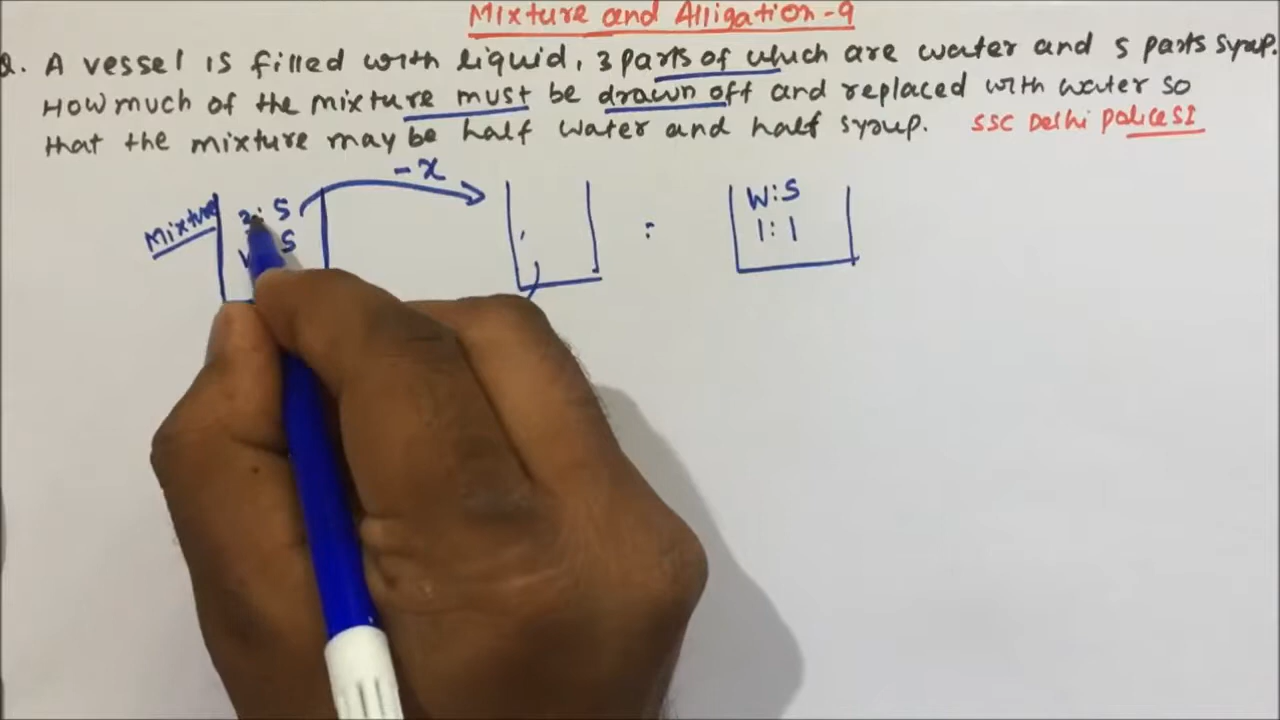 Mixture and Alligation-9
Q. A vessel is filled with liquid, 3 parts of which are water and 5 parts syrup.
How much of the mixture must be drawn off and replaced with water so
that the mixture may be half water and half syrup. SSC Delhi Police SI
-x
Mixture 3:5 W:S
S : 1:1